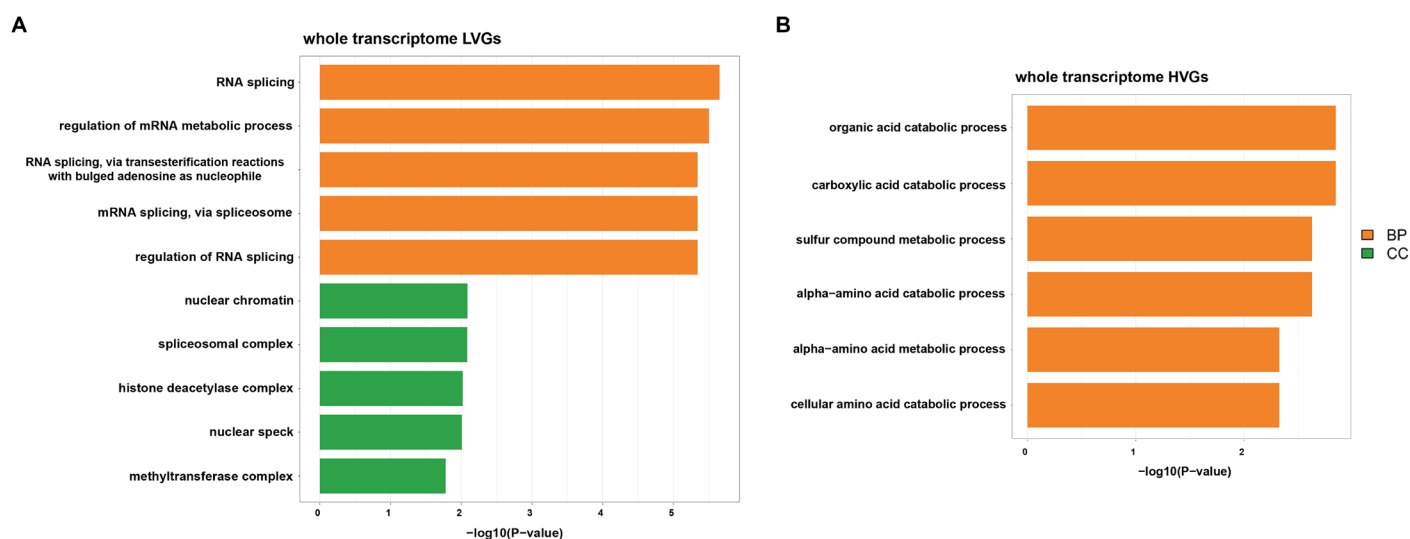 A
whole transcriptome LVGs
RNA splicing
regulation of mRNA metabolic process
RNA splicing, via transesterification reactions
with bulged adenosine as nucleophile
mRNA splicing, via spliceosome
regulation of RNA splicing
nuclear chromatin
spliceosomal complex
histone deacetylase complex
nuclear speck
methyltransferase complex
0 1 2 3 4 5
−log10(P−value)
B
whole transcriptome HVGs
organic acid catabolic process
carboxylic acid catabolic process
sulfur compound metabolic process
alpha−amino acid catabolic process
alpha−amino acid metabolic process
cellular amino acid catabolic process
0 1 2
−log10(P−value)
BP
CC